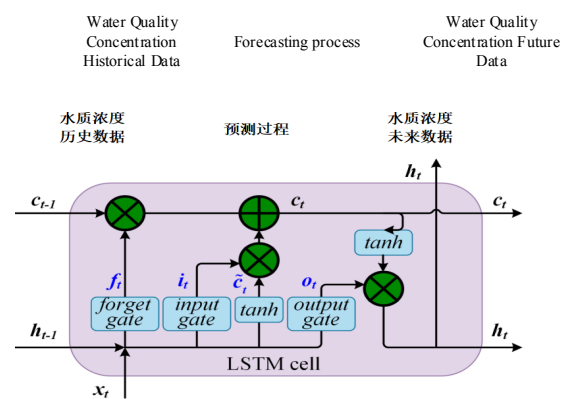 Water Quality
Concentration
Historical Data
Forecasting process
Water Quality
Concentration Future
Data
水质浓度
历史数据
预测过程
水质浓度
未来数据
h_t
c_{t-1}
c_t
c_t
tanh
f_t
i_t
c̃_t
o_t
forget
gate
input
gate
tanh
output
gate
h_{t-1}
h_t
LSTM cell
x_t